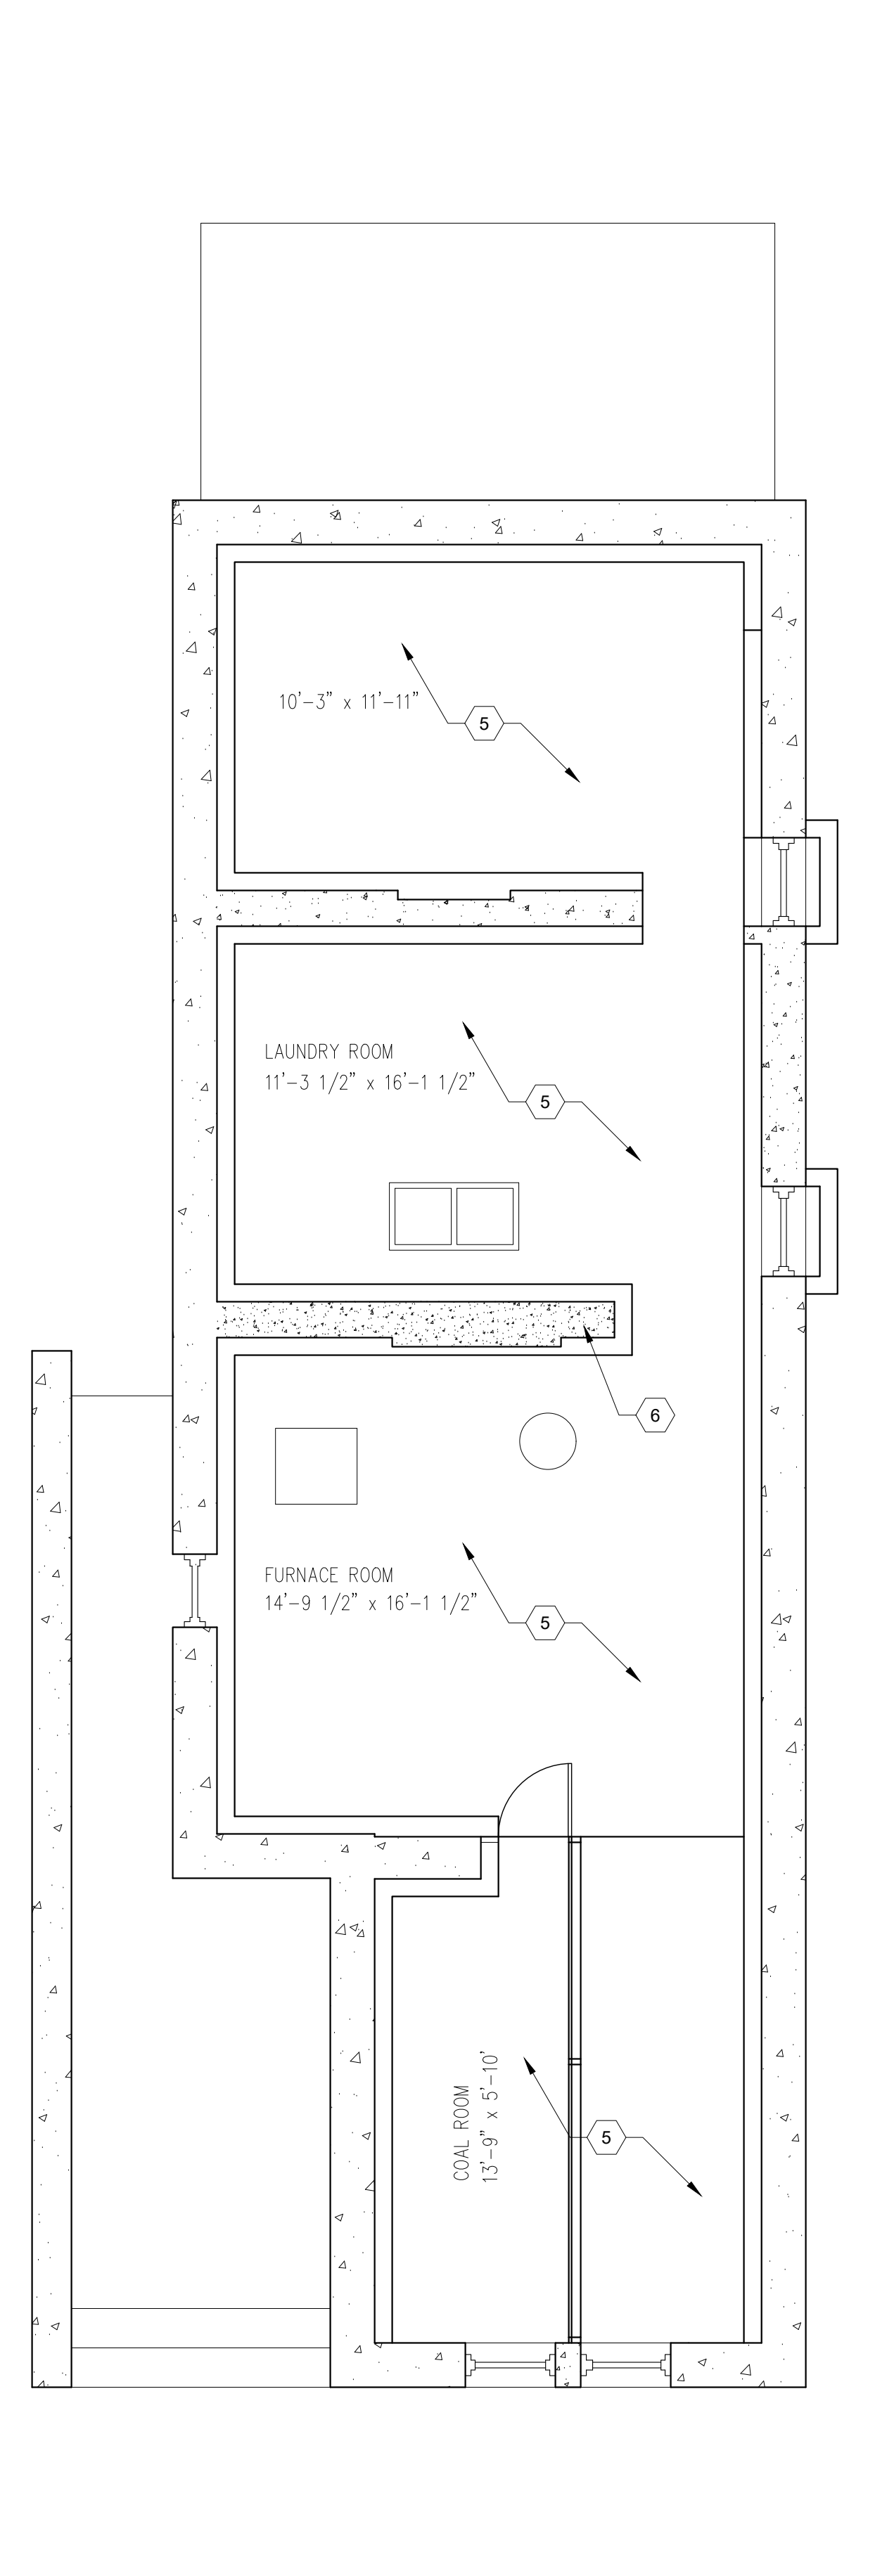 10'-3" x 11'-11"
5
LAUNDRY ROOM
11'-3 1/2" x 16'-1 1/2"
5
6
FURNACE ROOM
14'-9 1/2" x 16'-1 1/2"
5
COAL ROOM
13'-9" x 5'-10'
5